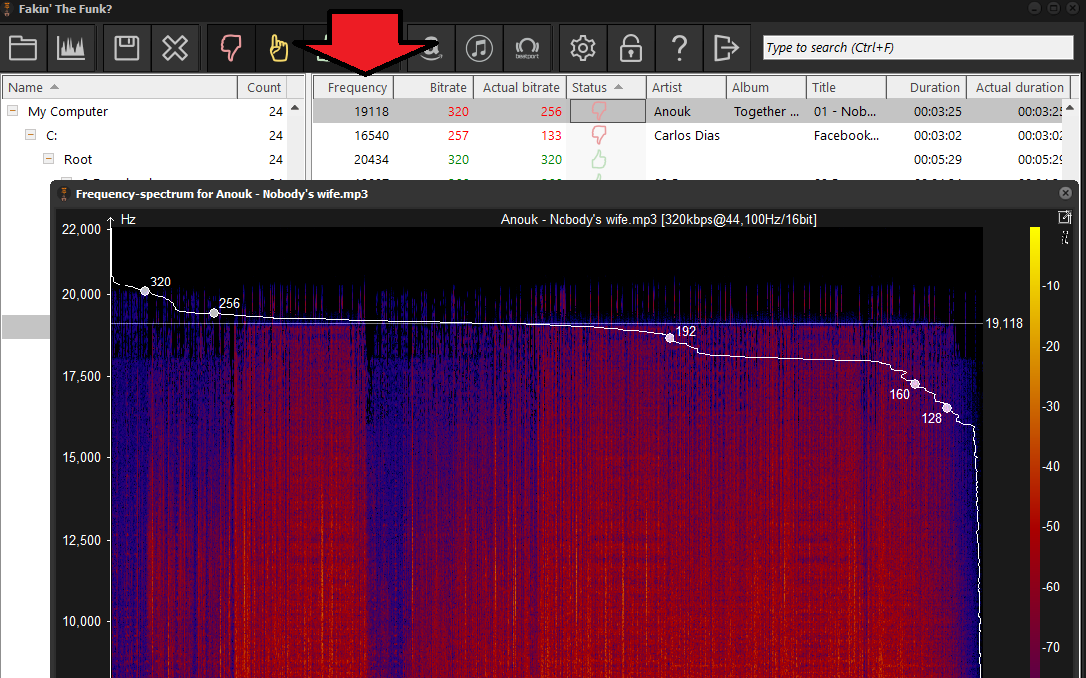 Fakin' The Funk?
beatport
?
Type to search (Ctrl+F)
Name Count
Frequency Bitrate Actual bitrate Status Artist Album Title Duration Actual duration
My Computer 24
19118 320 256 Anouk Together ... 01 - Nob... 00:03:25 00:03:25
C: 24
16540 257 133 Carlos Dias Facebook... 00:03:02 00:03:02
Root 24
20434 320 320 00:05:29 00:05:29
Frequency-spectrum for Anouk - Nobody's wife.mp3
Hz
Anouk - Nobody's wife.mp3 [320kbps@44,100Hz/16bit]
22,000
320
-10
20,000
256
19,118
192
-20
17,500
160
-30
128
15,000
-40
12,500
-50
-60
10,000
-70